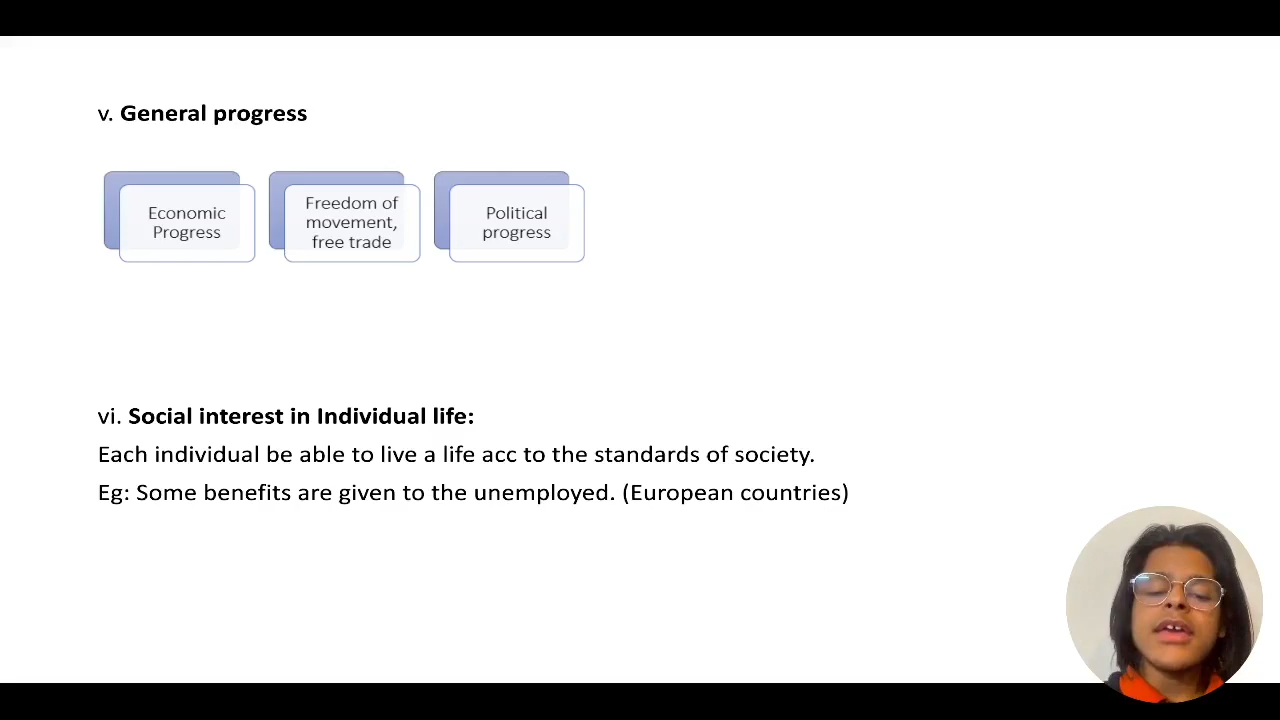 v. General progress
Economic
Progress
Freedom of
movement,
free trade
Political
progress
vi. Social interest in Individual life:
Each individual be able to live a life acc to the standards of society.
Eg: Some benefits are given to the unemployed. (European countries)